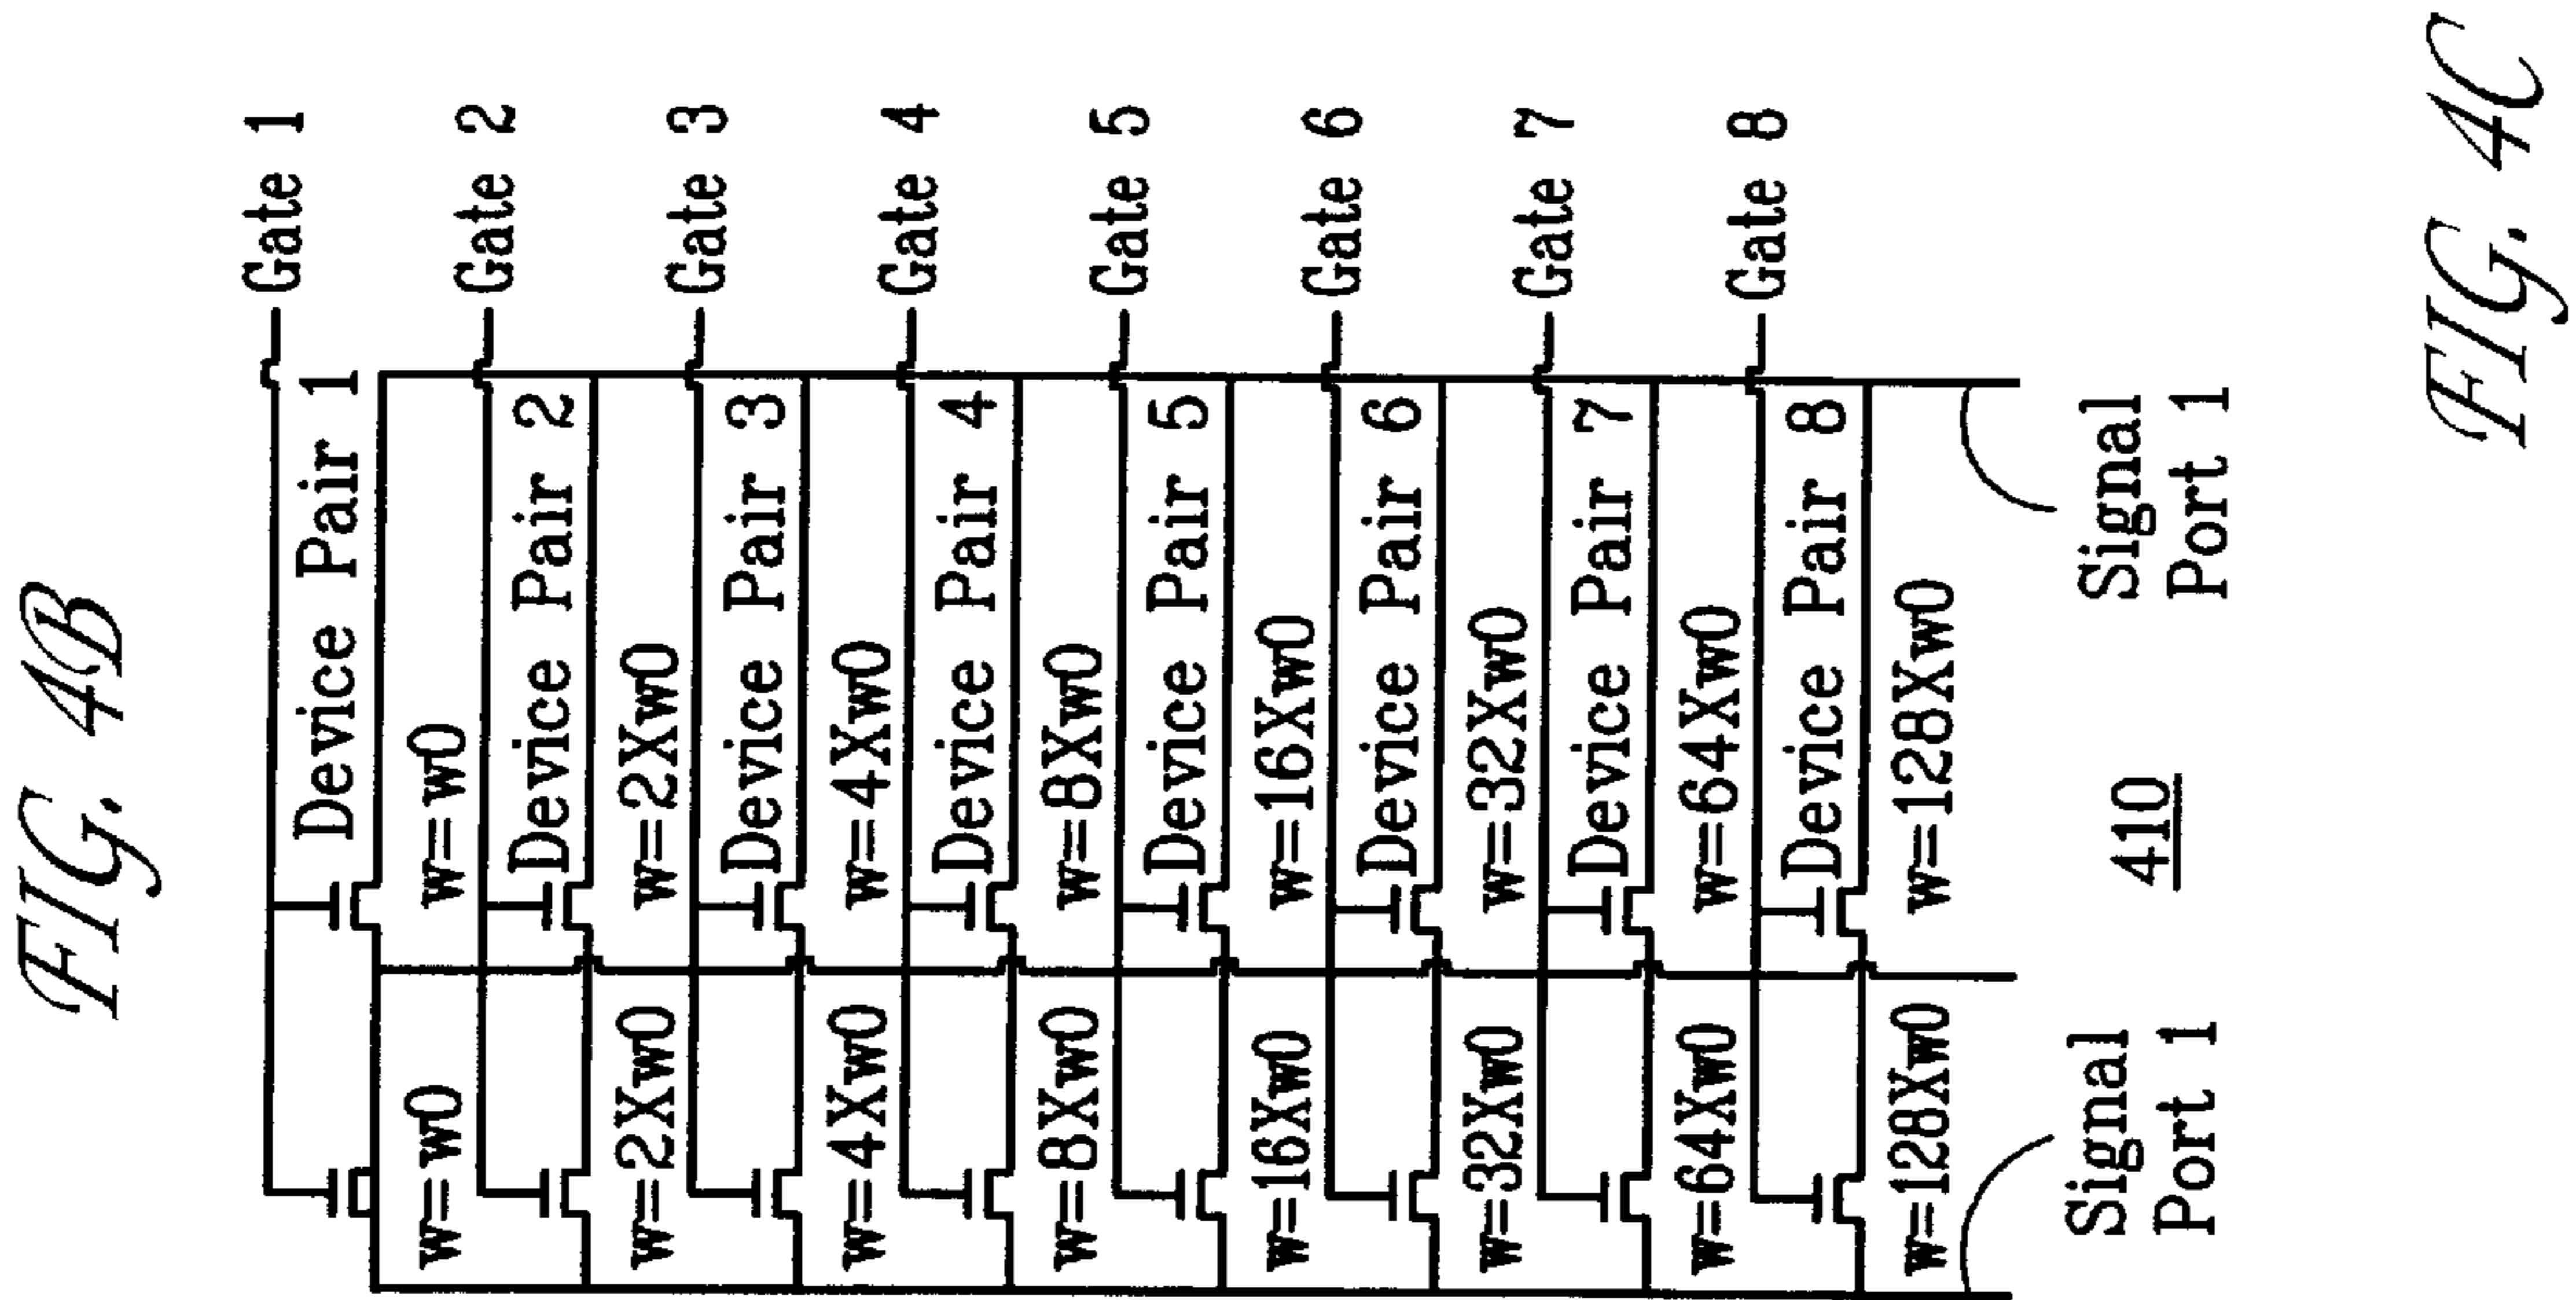 FIG. 4B
Gate 1
Device Pair 1
w=w0
w=w0
Gate 2
Device Pair 2
w=2Xw0
w=2Xw0
Gate 3
Device Pair 3
w=4Xw0
w=4Xw0
Gate 4
Device Pair 4
w=8Xw0
w=8Xw0
Gate 5
Device Pair 5
w=16Xw0
w=16Xw0
Gate 6
Device Pair 6
w=32Xw0
w=32Xw0
Gate 7
Device Pair 7
w=64Xw0
w=64Xw0
Gate 8
Device Pair 8
w=128Xw0
w=128Xw0
Signal
Port 1
410
Signal
Port 1
FIG. 4C